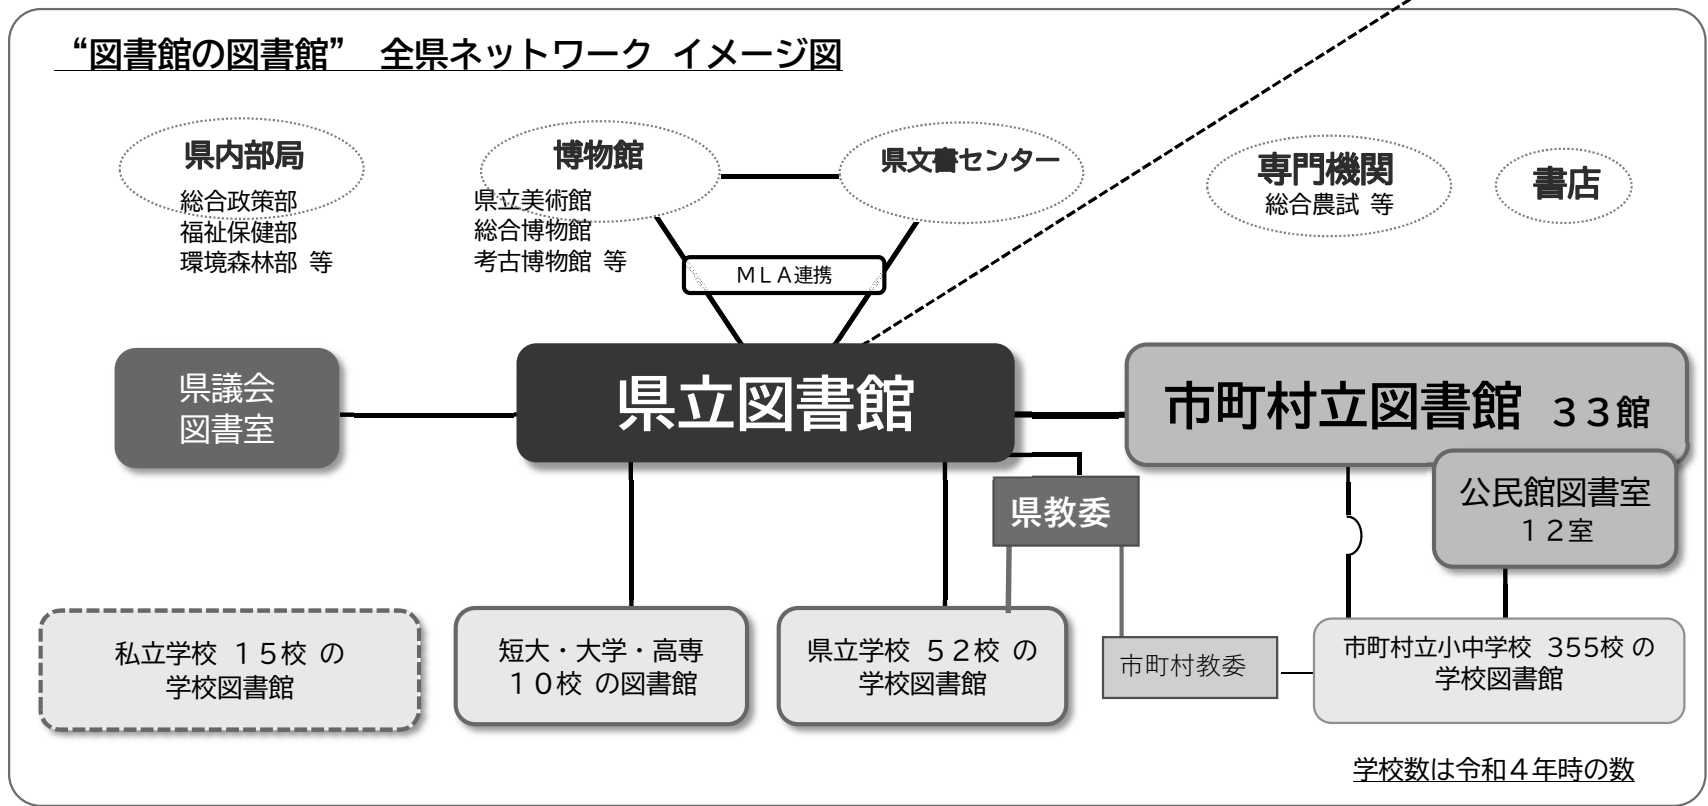 “図書館の図書館” 全県ネットワーク イメージ図
県内部局
総合政策部
福祉保健部
環境森林部 等
博物館
県立美術館
総合博物館
考古博物館 等
県文書センター
専門機関
総合農試 等
書店
ＭＬＡ連携
県議会
図書室
県立図書館
市町村立図書館 ３３館
公民館図書室
１２室
県教委
私立学校 １５校 の
学校図書館
短大・大学・高専
１０校 の図書館
県立学校 ５２校 の
学校図書館
市町村教委
市町村立小中学校 355校 の
学校図書館
学校数は令和４年時の数